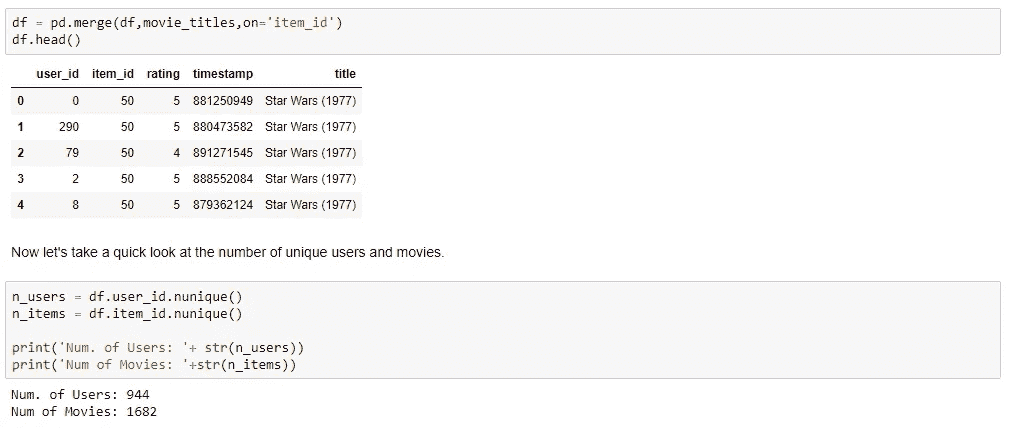 df = pd.merge(df,movie_titles,on='item_id')
df.head()
user_id item_id rating timestamp title
0 0 50 5 881250949 Star Wars (1977)
1 290 50 5 880473582 Star Wars (1977)
2 79 50 4 891271545 Star Wars (1977)
3 2 50 5 888552084 Star Wars (1977)
4 8 50 5 879362124 Star Wars (1977)
Now let's take a quick look at the number of unique users and movies.
n_users = df.user_id.nunique()
n_items = df.item_id.nunique()
print('Num. of Users: '+ str(n_users))
print('Num of Movies: '+str(n_items))
Num. of Users: 944
Num of Movies: 1682